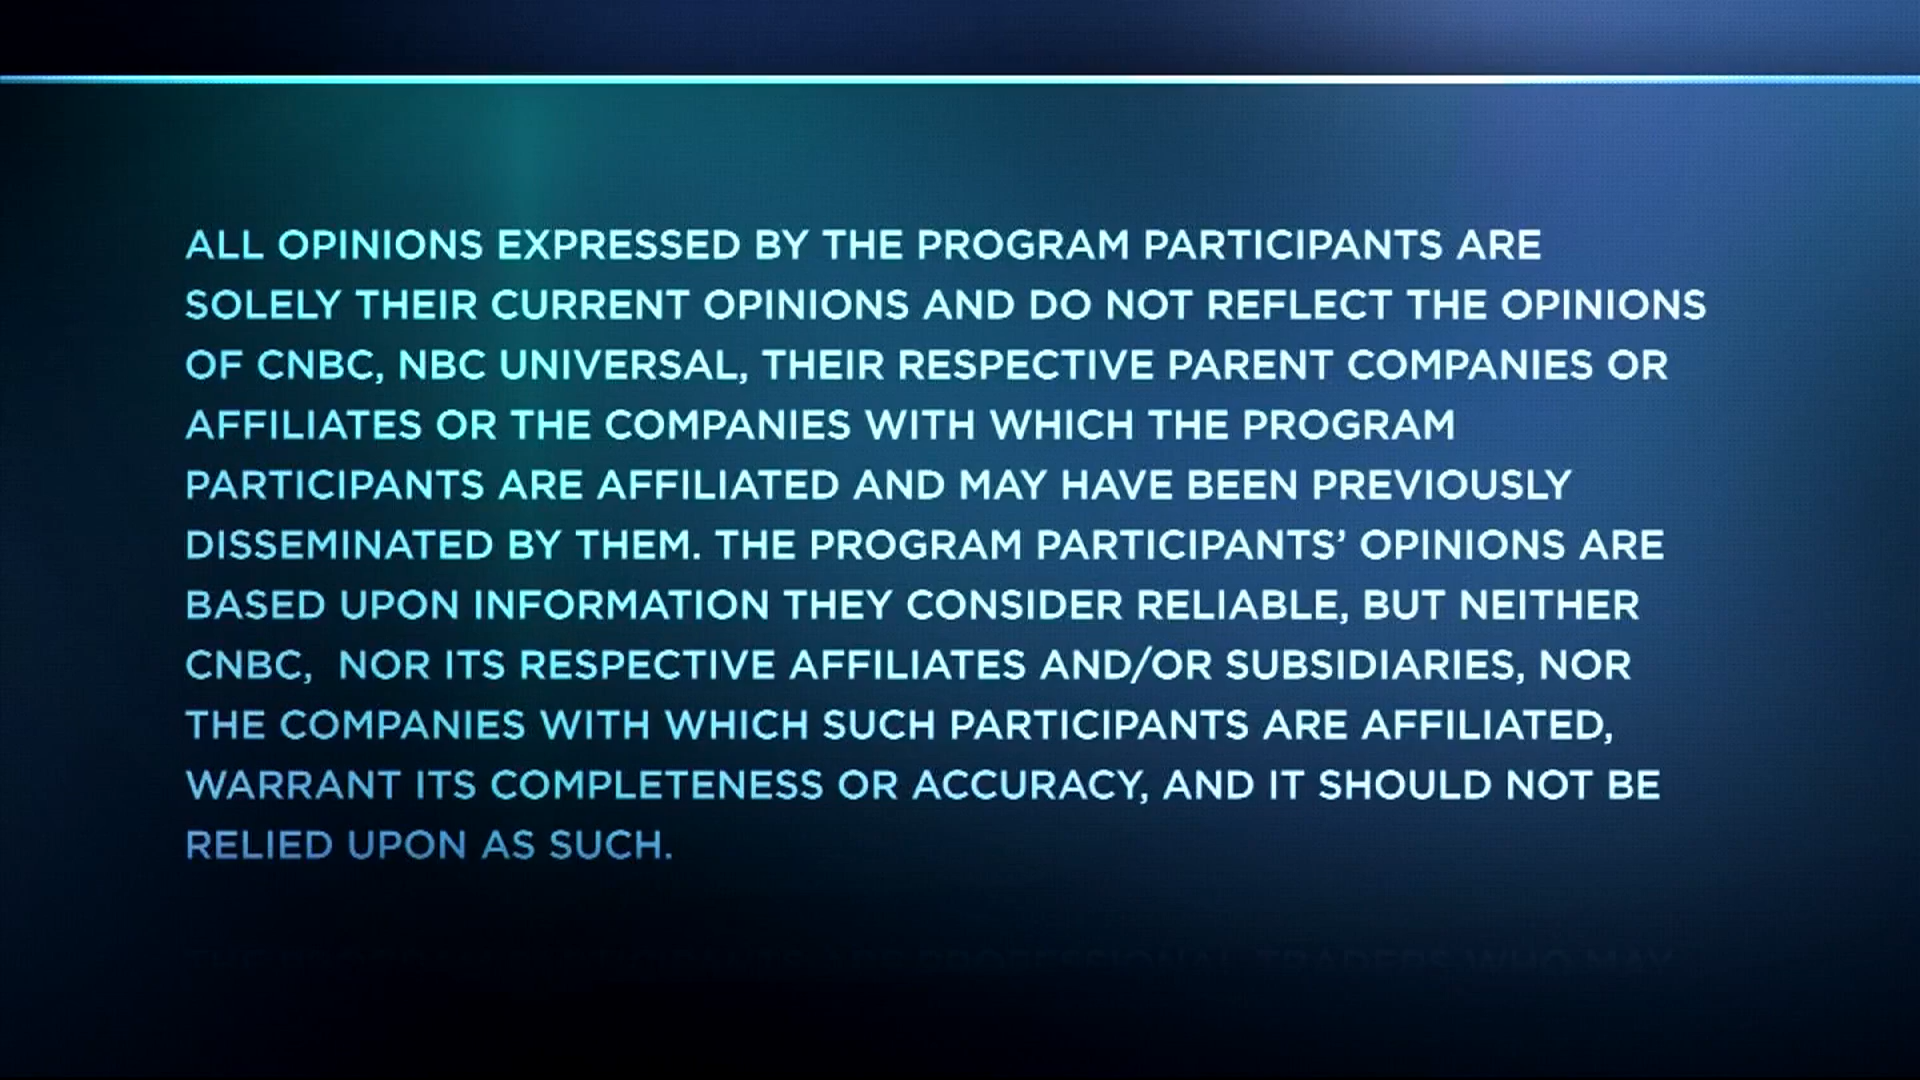 ALL OPINIONS EXPRESSED BY THE PROGRAM PARTICIPANTS ARE
SOLELY THEIR CURRENT OPINIONS AND DO NOT REFLECT THE OPINIONS
OF CNBC, NBC UNIVERSAL, THEIR RESPECTIVE PARENT COMPANIES OR
AFFILIATES OR THE COMPANIES WITH WHICH THE PROGRAM
PARTICIPANTS ARE AFFILIATED AND MAY HAVE BEEN PREVIOUSLY
DISSEMINATED BY THEM. THE PROGRAM PARTICIPANTS’ OPINIONS ARE
BASED UPON INFORMATION THEY CONSIDER RELIABLE, BUT NEITHER
CNBC,  NOR ITS RESPECTIVE AFFILIATES AND/OR SUBSIDIARIES, NOR
THE COMPANIES WITH WHICH SUCH PARTICIPANTS ARE AFFILIATED,
WARRANT ITS COMPLETENESS OR ACCURACY, AND IT SHOULD NOT BE
RELIED UPON AS SUCH.
PROFESSIONAL TRADERS WHO MAY